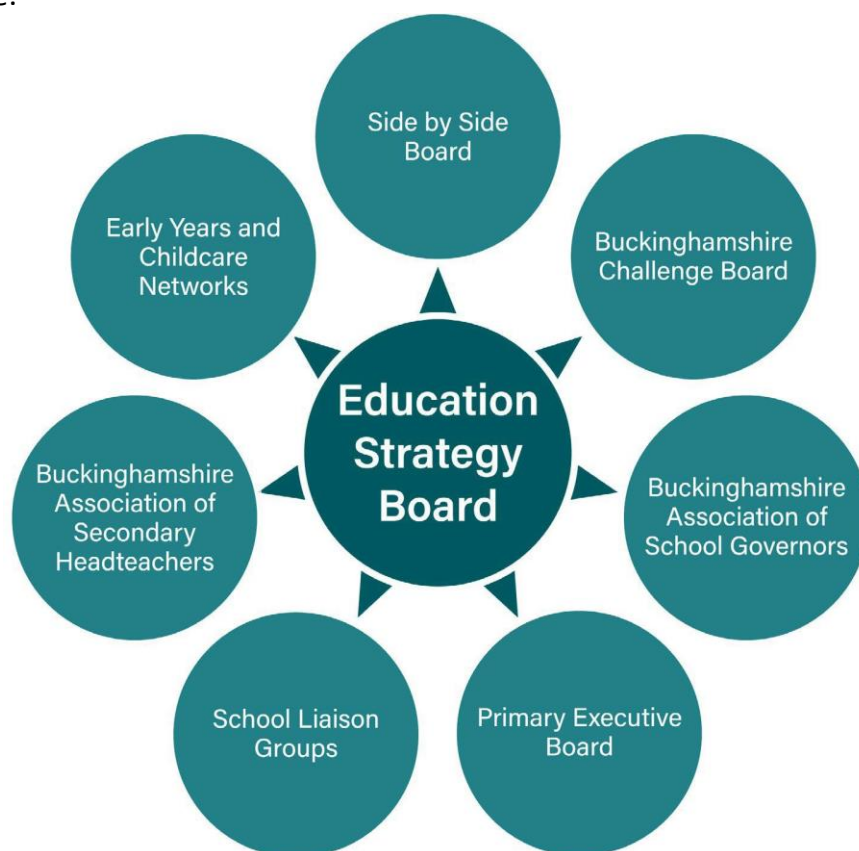 Side by Side
Board
Early Years and
Childcare
Networks
Buckinghamshire
Challenge Board
Education
Strategy
Board
Buckinghamshire
Association of
Secondary
Headteachers
Buckinghamshire
Association of
School Governors
School Liaison
Groups
Primary Executive
Board